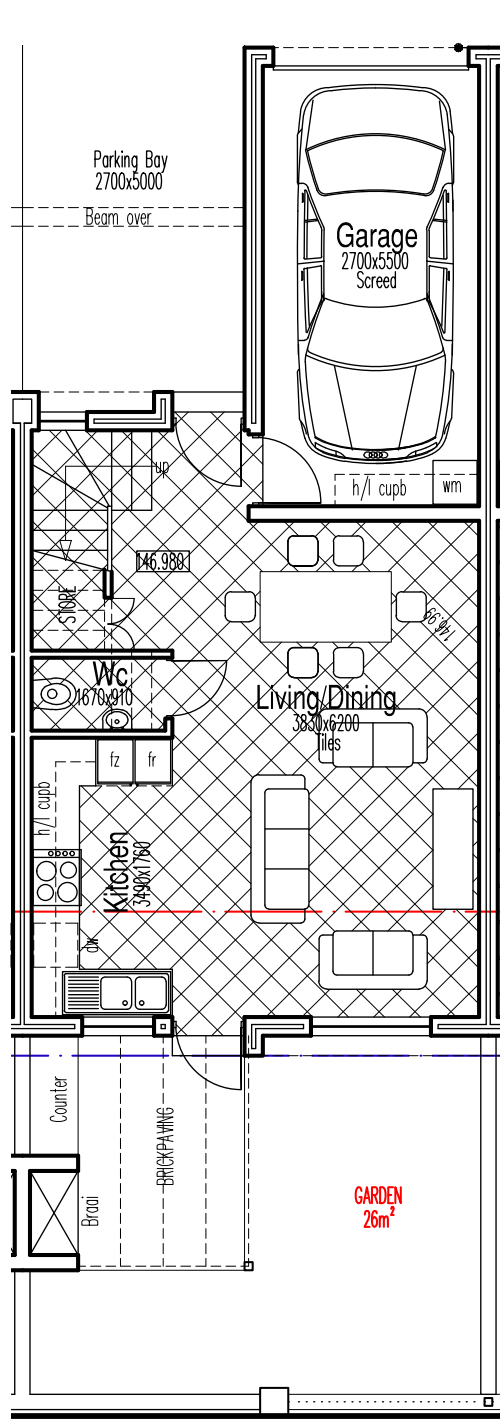 Parking Bay
2700x5000
Beam over
Garage
2700x5500
Screed
up
h/l cupb
wm
146.980
STORE
146.99
Wc
1670x910
Living/Dining
3830x6200
Tiles
fz
fr
h/l cupb
Kitchen
3490x1760
dw
Counter
BRICKPAVING
Braai
GARDEN
26m²